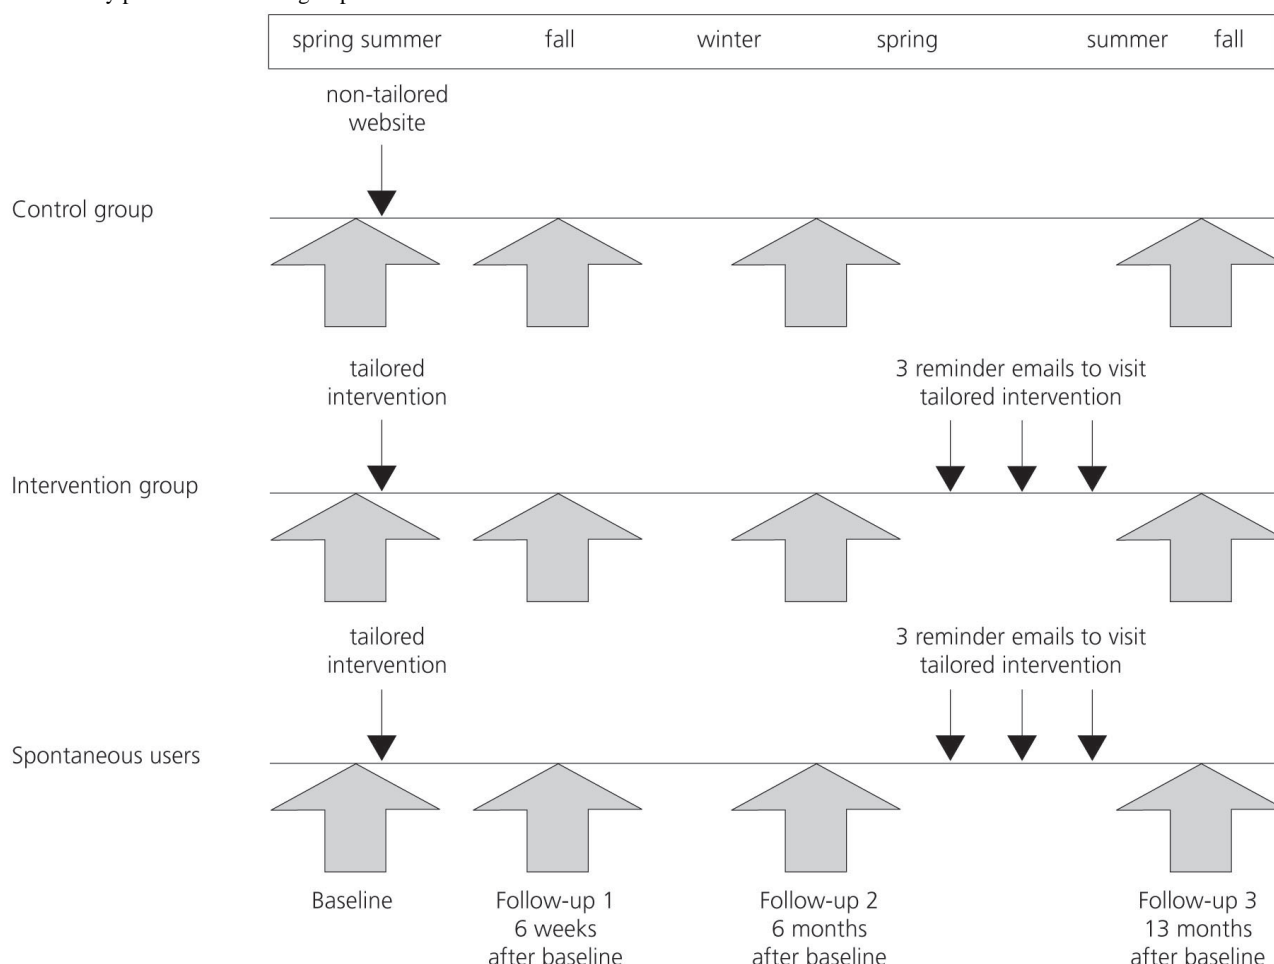 spring summer fall winter spring summer fall
non-tailored
website
Control group
tailored
intervention
3 reminder emails to visit
tailored intervention
Intervention group
tailored
intervention
3 reminder emails to visit
tailored intervention
Spontaneous users
Baseline
Follow-up 1
6 weeks
after baseline
Follow-up 2
6 months
after baseline
Follow-up 3
13 months
after baseline